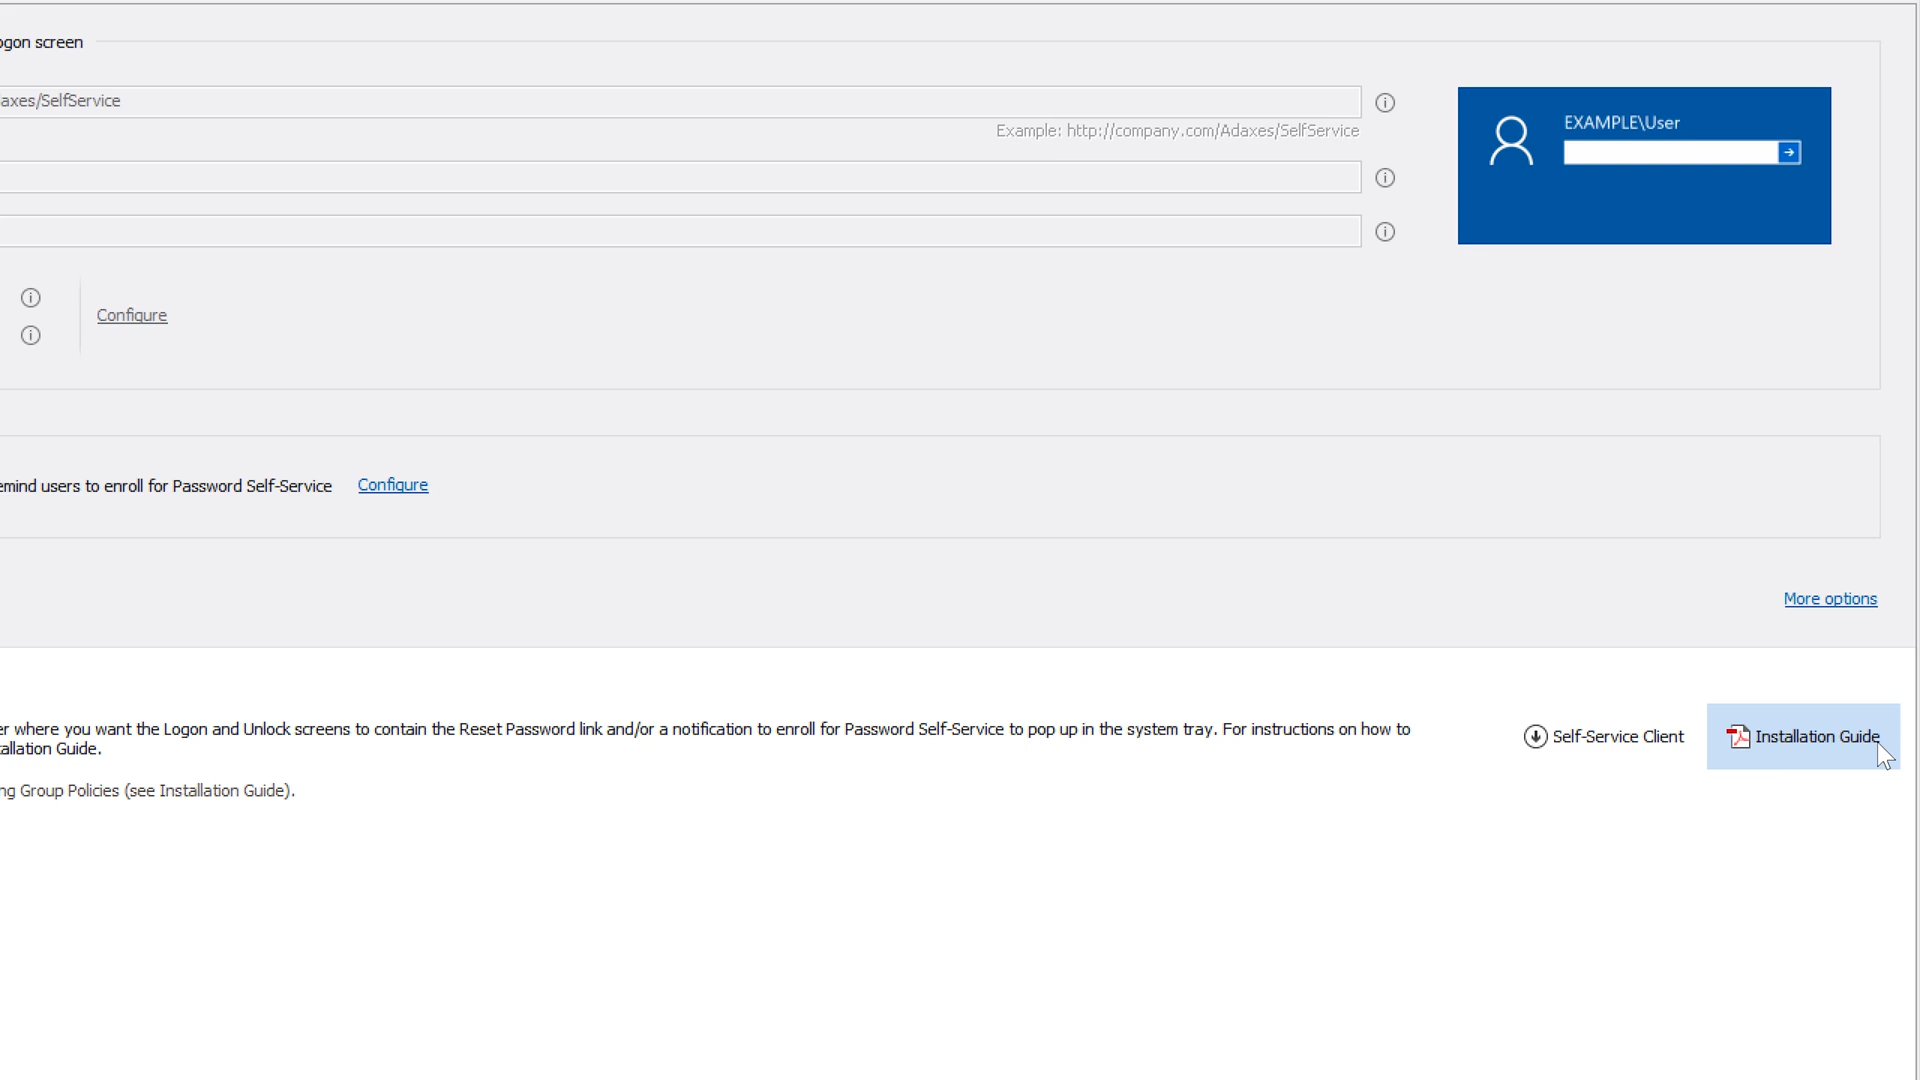 ogon screen
axes/SelfService
Example: http://company.com/Adaxes/SelfService
EXAMPLE\User
Configure
emind users to enroll for Password Self-Service Configure
More options
er where you want the Logon and Unlock screens to contain the Reset Password link and/or a notification to enroll for Password Self-Service to pop up in the system tray. For instructions on how to
allation Guide.
Self-Service Client
Installation Guide
ng Group Policies (see Installation Guide).